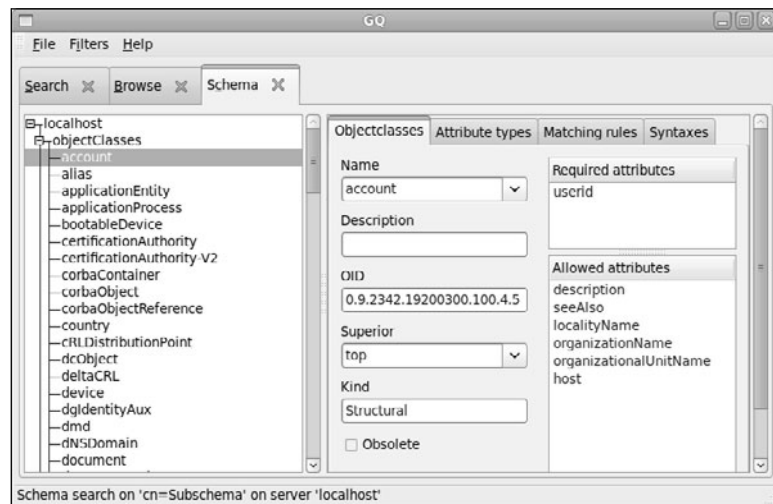 GQ
File Filters Help
Search Browse Schema
localhost
objectClasses
account
alias
applicationEntity
applicationProcess
bootableDevice
certificationAuthority
certificationAuthority-V2
corbaContainer
corbaObject
corbaObjectReference
country
cRLDistributionPoint
dcObject
deltaCRL
device
dgIdentityAux
dmd
dNSDomain
document
Objectclasses Attribute types Matching rules Syntaxes
Name
account
Description
OID
0.9.2342.19200300.100.4.5
Superior
top
Kind
Structural
Obsolete
Required attributes
userid
Allowed attributes
description
seeAlso
localityName
organizationName
organizationalUnitName
host
Schema search on 'cn=Subschema' on server 'localhost'